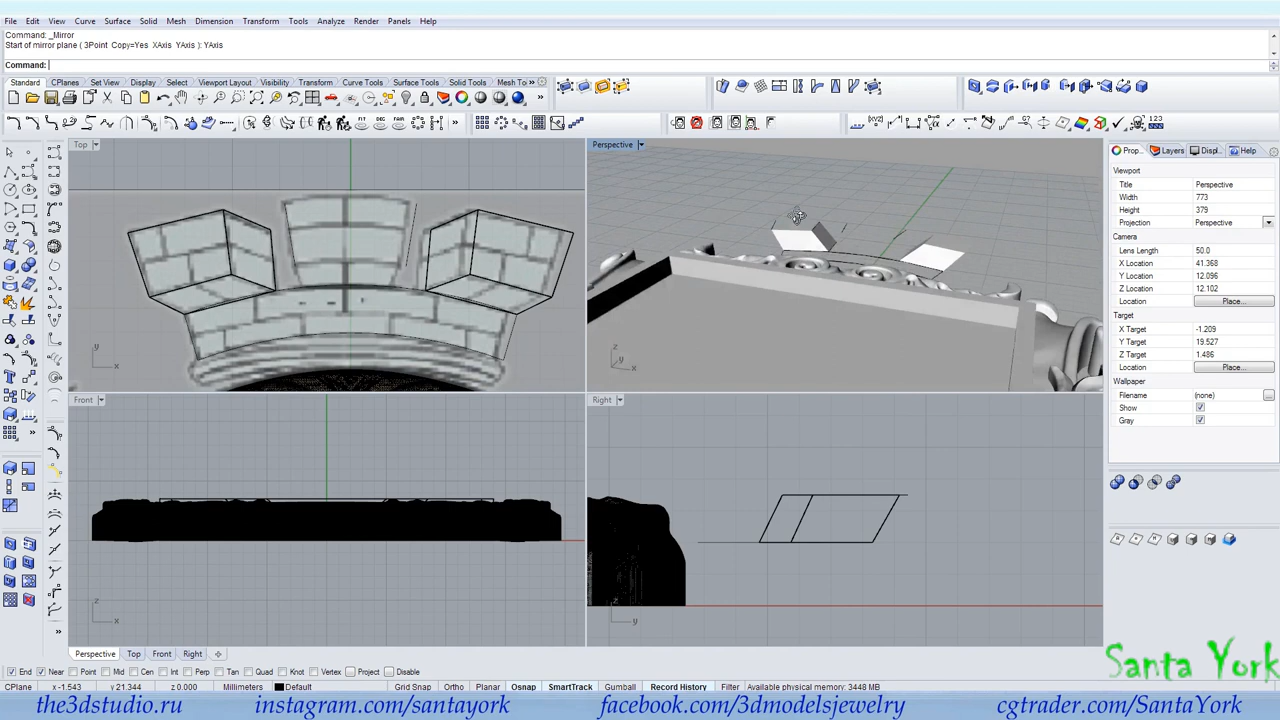 File Edit View Curve Surface Solid Mesh Dimension Transform Tools Analyze Render Panels Help
Command: _Mirror
Start of mirror plane ( 3Point Copy=Yes XAxis YAxis ): YAxis
Command:
Standard CPlanes Set View Display Select Viewport Layout Visibility Transform Curve Tools Surface Tools Solid Tools Mesh To
Top
Perspective
Prop... Layers Displ... Help
Viewport
Title Perspective
Width 773
Height 379
Projection Perspective
Camera
Lens Length 50.0
X Location 41.368
Y Location 12.096
Z Location 12.102
Location Place...
Target
X Target -1.209
Y Target 19.527
Z Target 1.486
Location Place...
Wallpaper
Filename (none) ...
Show
Gray
y
x
z
y
x
Front
Right
z
x
z
y
Perspective Top Front Right
End Near Point Mid Cen Int Perp Tan Quad Knot Vertex Project Disable
CPlane x -1.543 y 21.344 z 0.000 Millimeters Default Grid Snap Ortho Planar Osnap SmartTrack Gumball Record History Filter Available physical memory: 3448 MB
Santa York
the3dstudio.ru instagram.com/santayork facebook.com/3dmodelsjewelry cgtrader.com/SantaYork